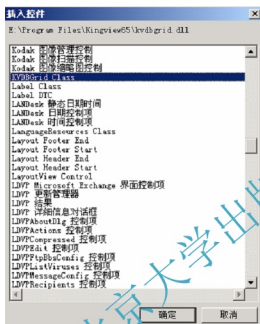 插入控件
E:\Program Files\Kingview65\kvdbgrid.dll
Kodak 图像管理控制
Kodak 图像扫描控制
Kodak 图像缩略图控制
KVDBGrid Class
Label Class
Label DTC
LANDesk 静态日期时间
LANDesk 日期控制项
LANDesk 时间控制项
LanguageResources Class
Layout Footer End
Layout Footer Start
Layout Header End
Layout Header Start
LayoutView Control
LDVP Microsoft Exchange 界面控制项
LDVP 更新管理器
LDVP 结果
LDVP 详细信息对话框
LDVPAboutDlg 控制项
LDVPActions 控制项
LDVPCompressed 控制项
LDVPEdit 控制项
LDVPFtpBbsConfig 控制项
LDVPListViruses 控制项
LDVPMessageConfig 控制项
LDVPRecipients 控制项
确定
取消
京大学出版